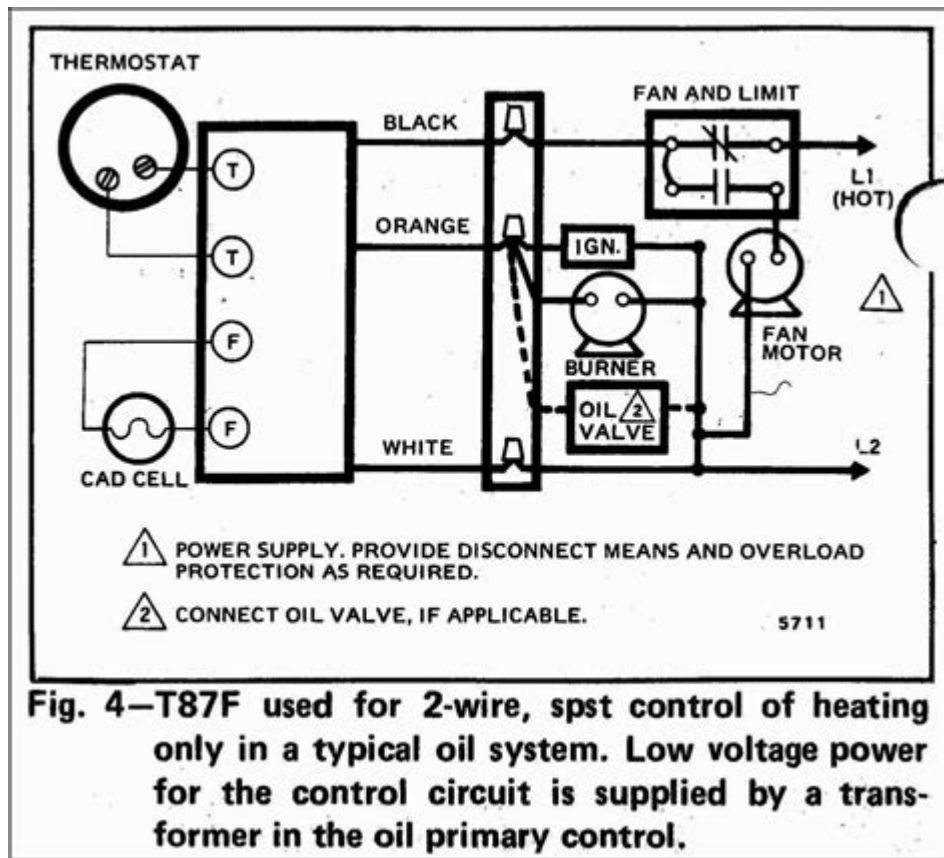 THERMOSTAT
FAN AND LIMIT
BLACK
T
L1
(HOT)
ORANGE
IGN.
T
1
FAN
MOTOR
F
BURNER
OIL 2
VALVE
F
WHITE
L2
CAD CELL
1 POWER SUPPLY. PROVIDE DISCONNECT MEANS AND OVERLOAD
PROTECTION AS REQUIRED.
2 CONNECT OIL VALVE, IF APPLICABLE.
5711
Fig. 4—T87F used for 2-wire, spst control of heating
only in a typical oil system. Low voltage power
for the control circuit is supplied by a trans-
former in the oil primary control.